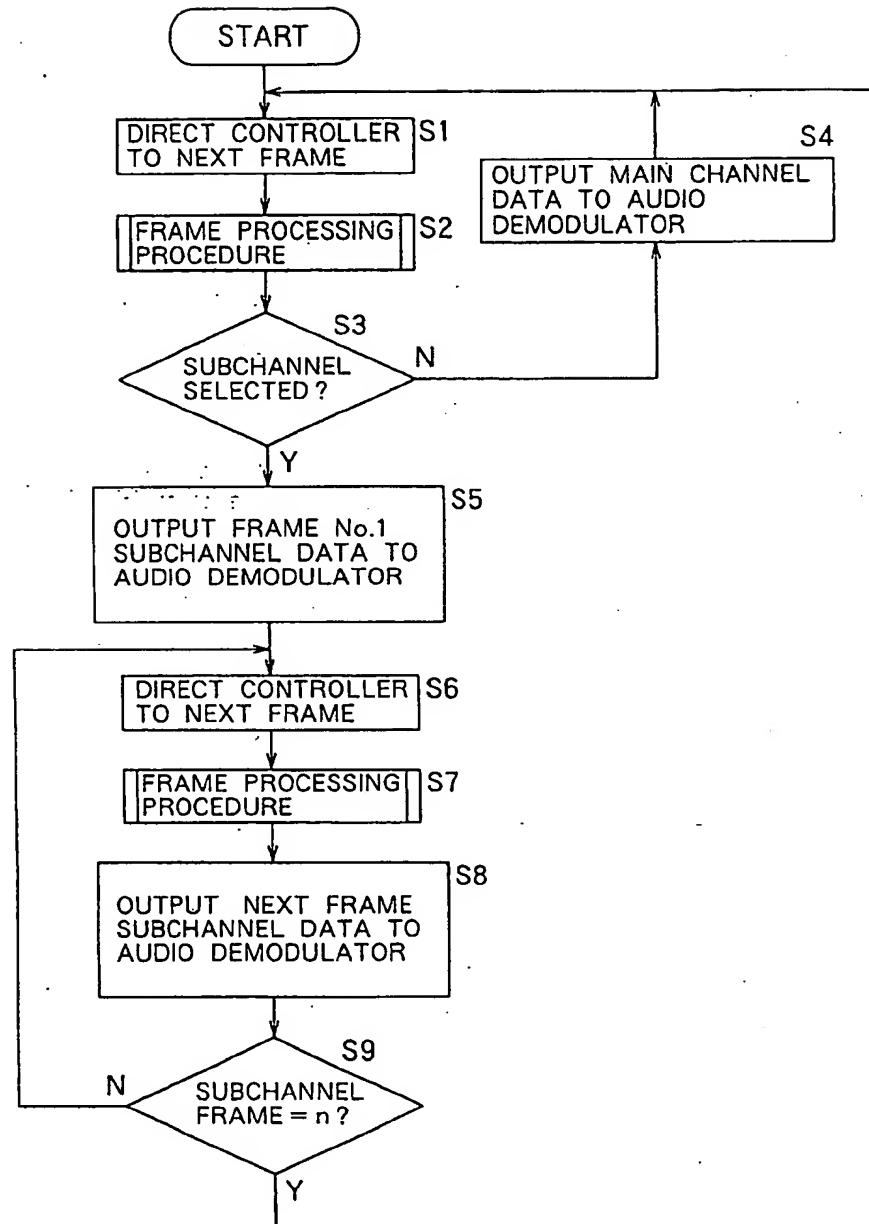 START
DIRECT CONTROLLER
TO NEXT FRAME
S1
FRAME PROCESSING
PROCEDURE
S2
S3
SUBCHANNEL
SELECTED?
N
S4
OUTPUT MAIN CHANNEL
DATA TO AUDIO
DEMODULATOR
Y
S5
OUTPUT FRAME No.1
SUBCHANNEL DATA TO
AUDIO DEMODULATOR
DIRECT CONTROLLER
TO NEXT FRAME
S6
FRAME PROCESSING
PROCEDURE
S7
S8
OUTPUT NEXT FRAME
SUBCHANNEL DATA TO
AUDIO DEMODULATOR
S9
N
SUBCHANNEL
FRAME = n?
Y